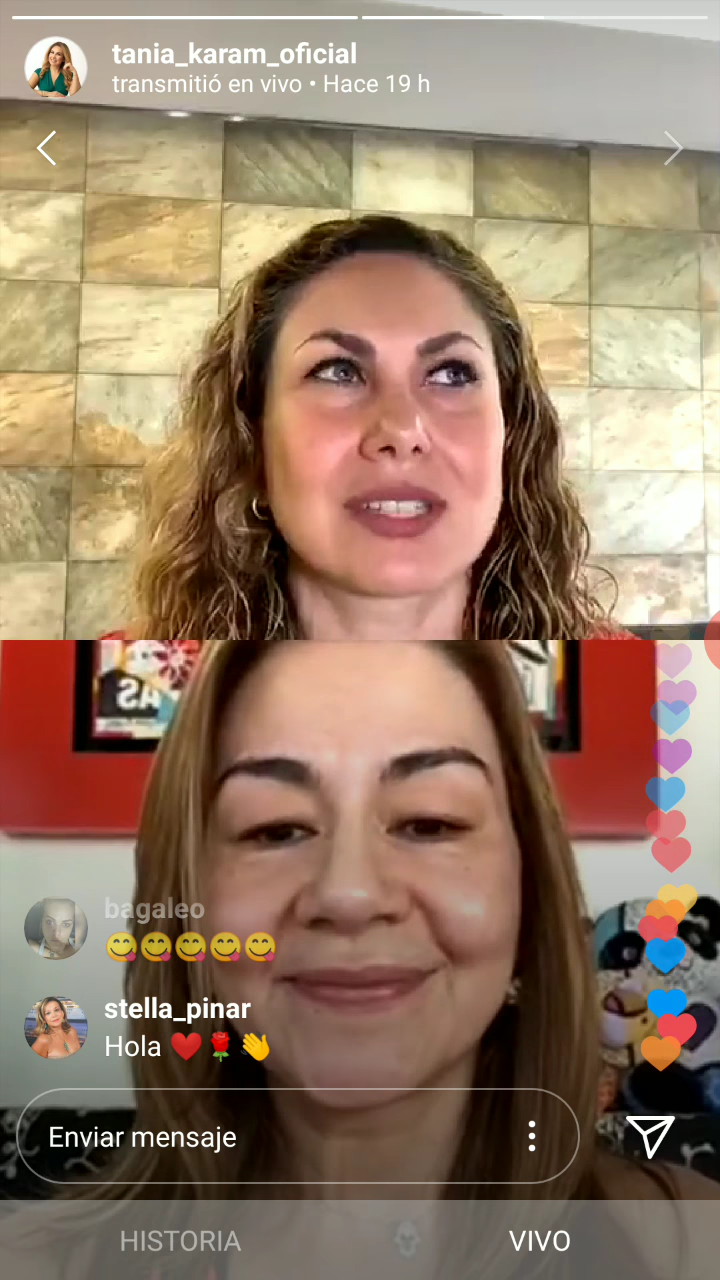 tania_karam_oficial
transmitió en vivo • Hace 19 h
bagaleo
😋😋😋😋😋
stella_pinar
Hola ❤️🌹👋
Enviar mensaje
HISTORIA
VIVO